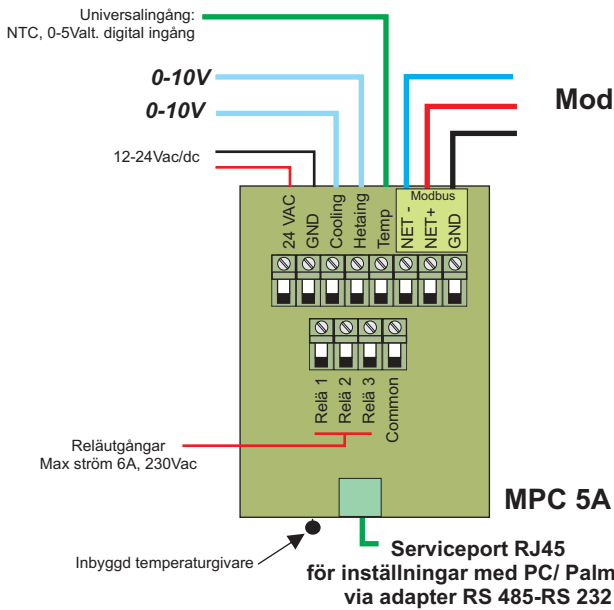 Universalingång:
NTC, 0-5Valt. digital ingång
0-10V
0-10V
12-24Vac/dc
Mod
24 VAC
GND
Cooling
Hetaing
Temp
Modbus
NET -
NET+
GND
Relä 1
Relä 2
Relä 3
Common
Reläutgångar
Max ström 6A, 230Vac
MPC 5A
Inbyggd temperaturgivare
Serviceport RJ45
för inställningar med PC/ Palm
via adapter RS 485-RS 232